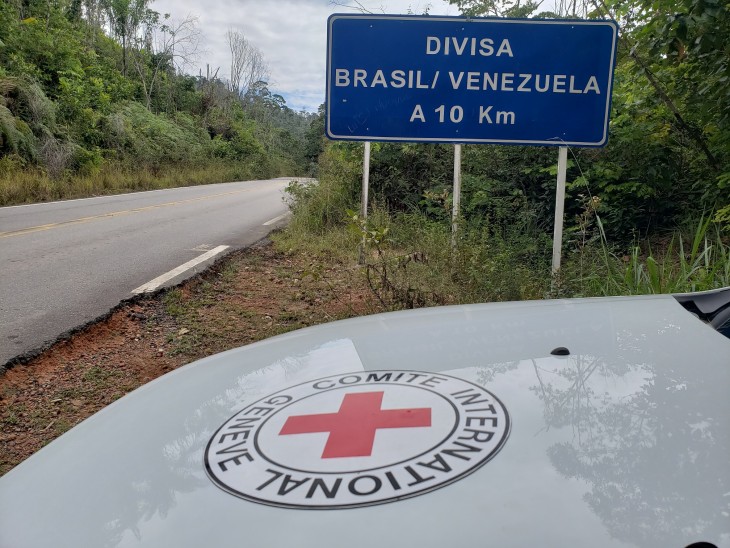 DIVISA
BRASIL/ VENEZUELA
A 10 Km
COMITE INTERNATIONAL GENEVE